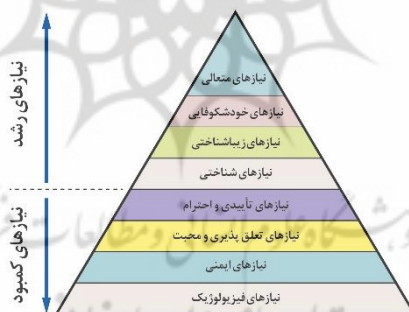 نیازهای متعالی
نیازهای خودشکوفایی
نیازهای زیباشناختی
نیازهای شناختی
نیازهای تأییدی و احترام
نیازهای تعلق پذیری و محبت
نیازهای ایمنی
نیازهای فیزیولوژیک
نیازهای رشد
نیازهای کمبود